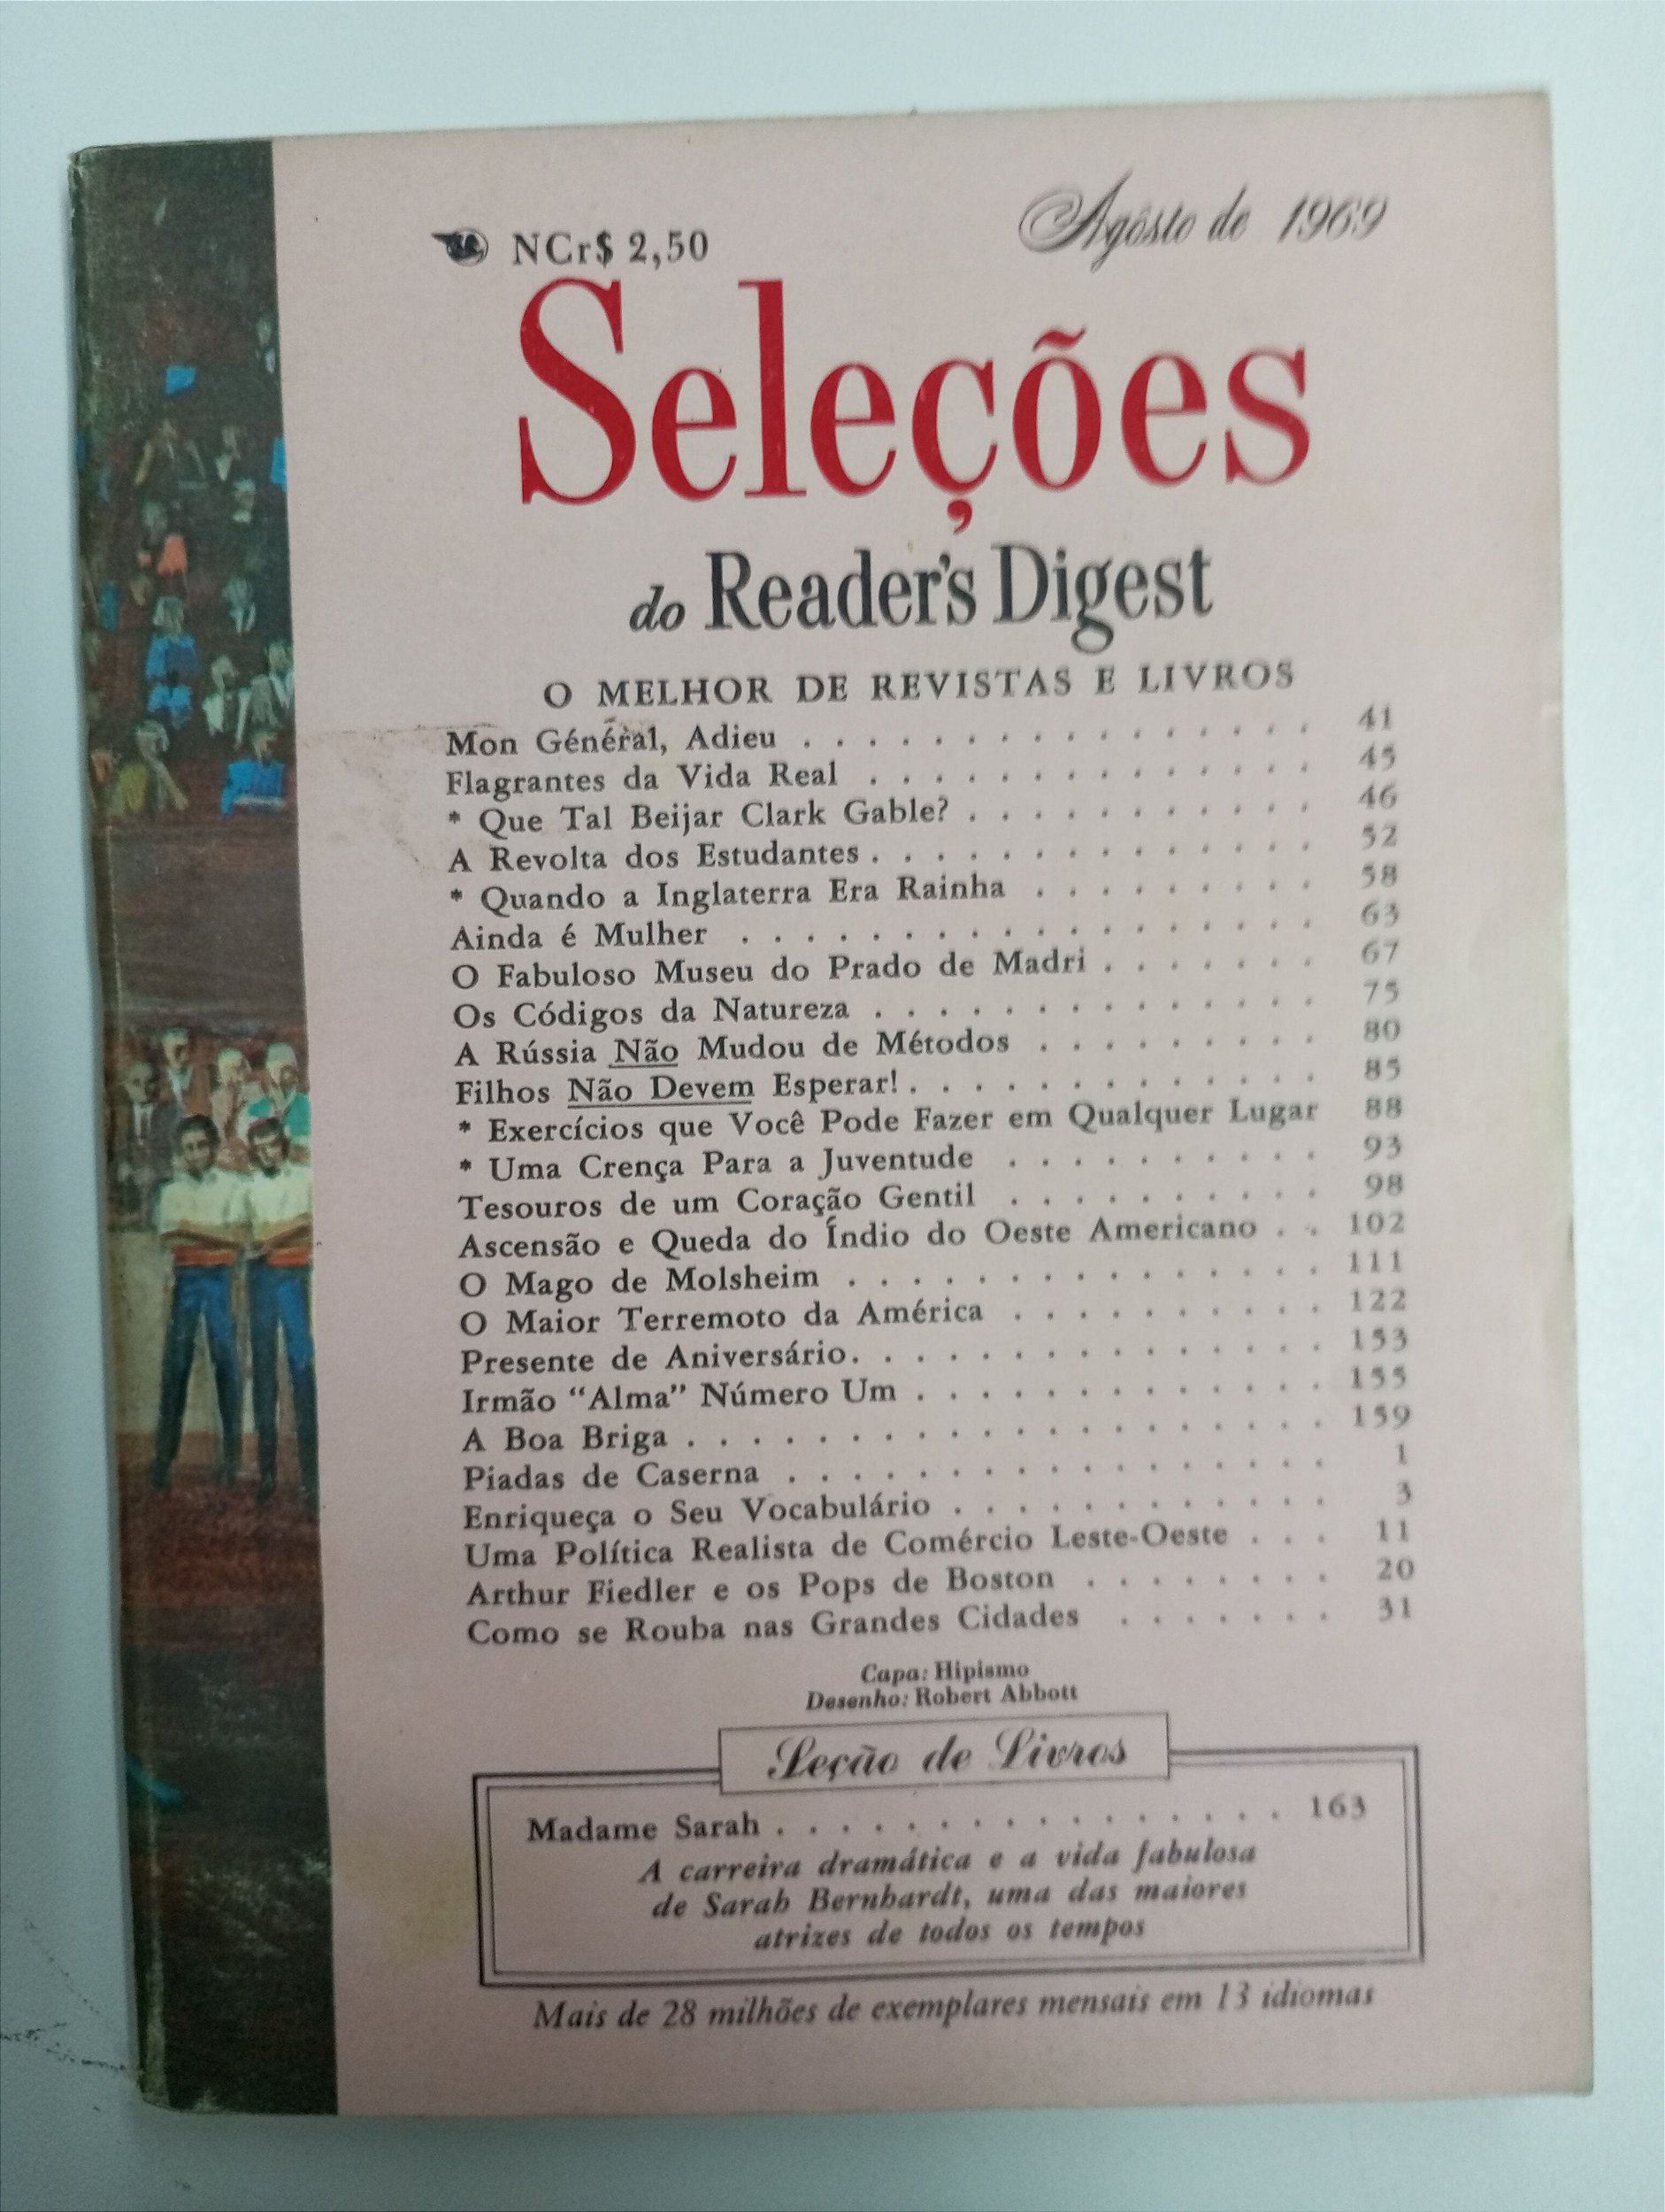 NCr$ 2,50
Agôsto de 1969
Seleções
do Reader's Digest
O MELHOR DE REVISTAS E LIVROS
Mon Général, Adieu . . . . . . . . . . . . . . . . 41
Flagrantes da Vida Real . . . . . . . . . . . . . . 45
* Que Tal Beijar Clark Gable? . . . . . . . . . . . 46
A Revolta dos Estudantes . . . . . . . . . . . . . . 52
* Quando a Inglaterra Era Rainha . . . . . . . . . 58
Ainda é Mulher . . . . . . . . . . . . . . . . . . 63
O Fabuloso Museu do Prado de Madri . . . . . . . 67
Os Códigos da Natureza . . . . . . . . . . . . . . 75
A Rússia Não Mudou de Métodos . . . . . . . . . 80
Filhos Não Devem Esperar! . . . . . . . . . . . . . 85
* Exercícios que Você Pode Fazer em Qualquer Lugar 88
* Uma Crença Para a Juventude . . . . . . . . . . 93
Tesouros de um Coração Gentil . . . . . . . . . . 98
Ascensão e Queda do Índio do Oeste Americano . . 102
O Mago de Molsheim . . . . . . . . . . . . . . . 111
O Maior Terremoto da América . . . . . . . . . . 122
Presente de Aniversário . . . . . . . . . . . . . . . 153
Irmão “Alma” Número Um . . . . . . . . . . . . . 155
A Boa Briga . . . . . . . . . . . . . . . . . . . . 159
Piadas de Caserna . . . . . . . . . . . . . . . . . 1
Enriqueça o Seu Vocabulário . . . . . . . . . . . . 3
Uma Política Realista de Comércio Leste-Oeste . . . 11
Arthur Fiedler e os Pops de Boston . . . . . . . . 20
Como se Rouba nas Grandes Cidades . . . . . . . 31
Capa: Hipismo
Desenho: Robert Abbott
Seção de Livros
Madame Sarah . . . . . . . . . . . . . . . . 163
A carreira dramática e a vida fabulosa
de Sarah Bernhardt, uma das maiores
atrizes de todos os tempos
Mais de 28 milhões de exemplares mensais em 13 idiomas